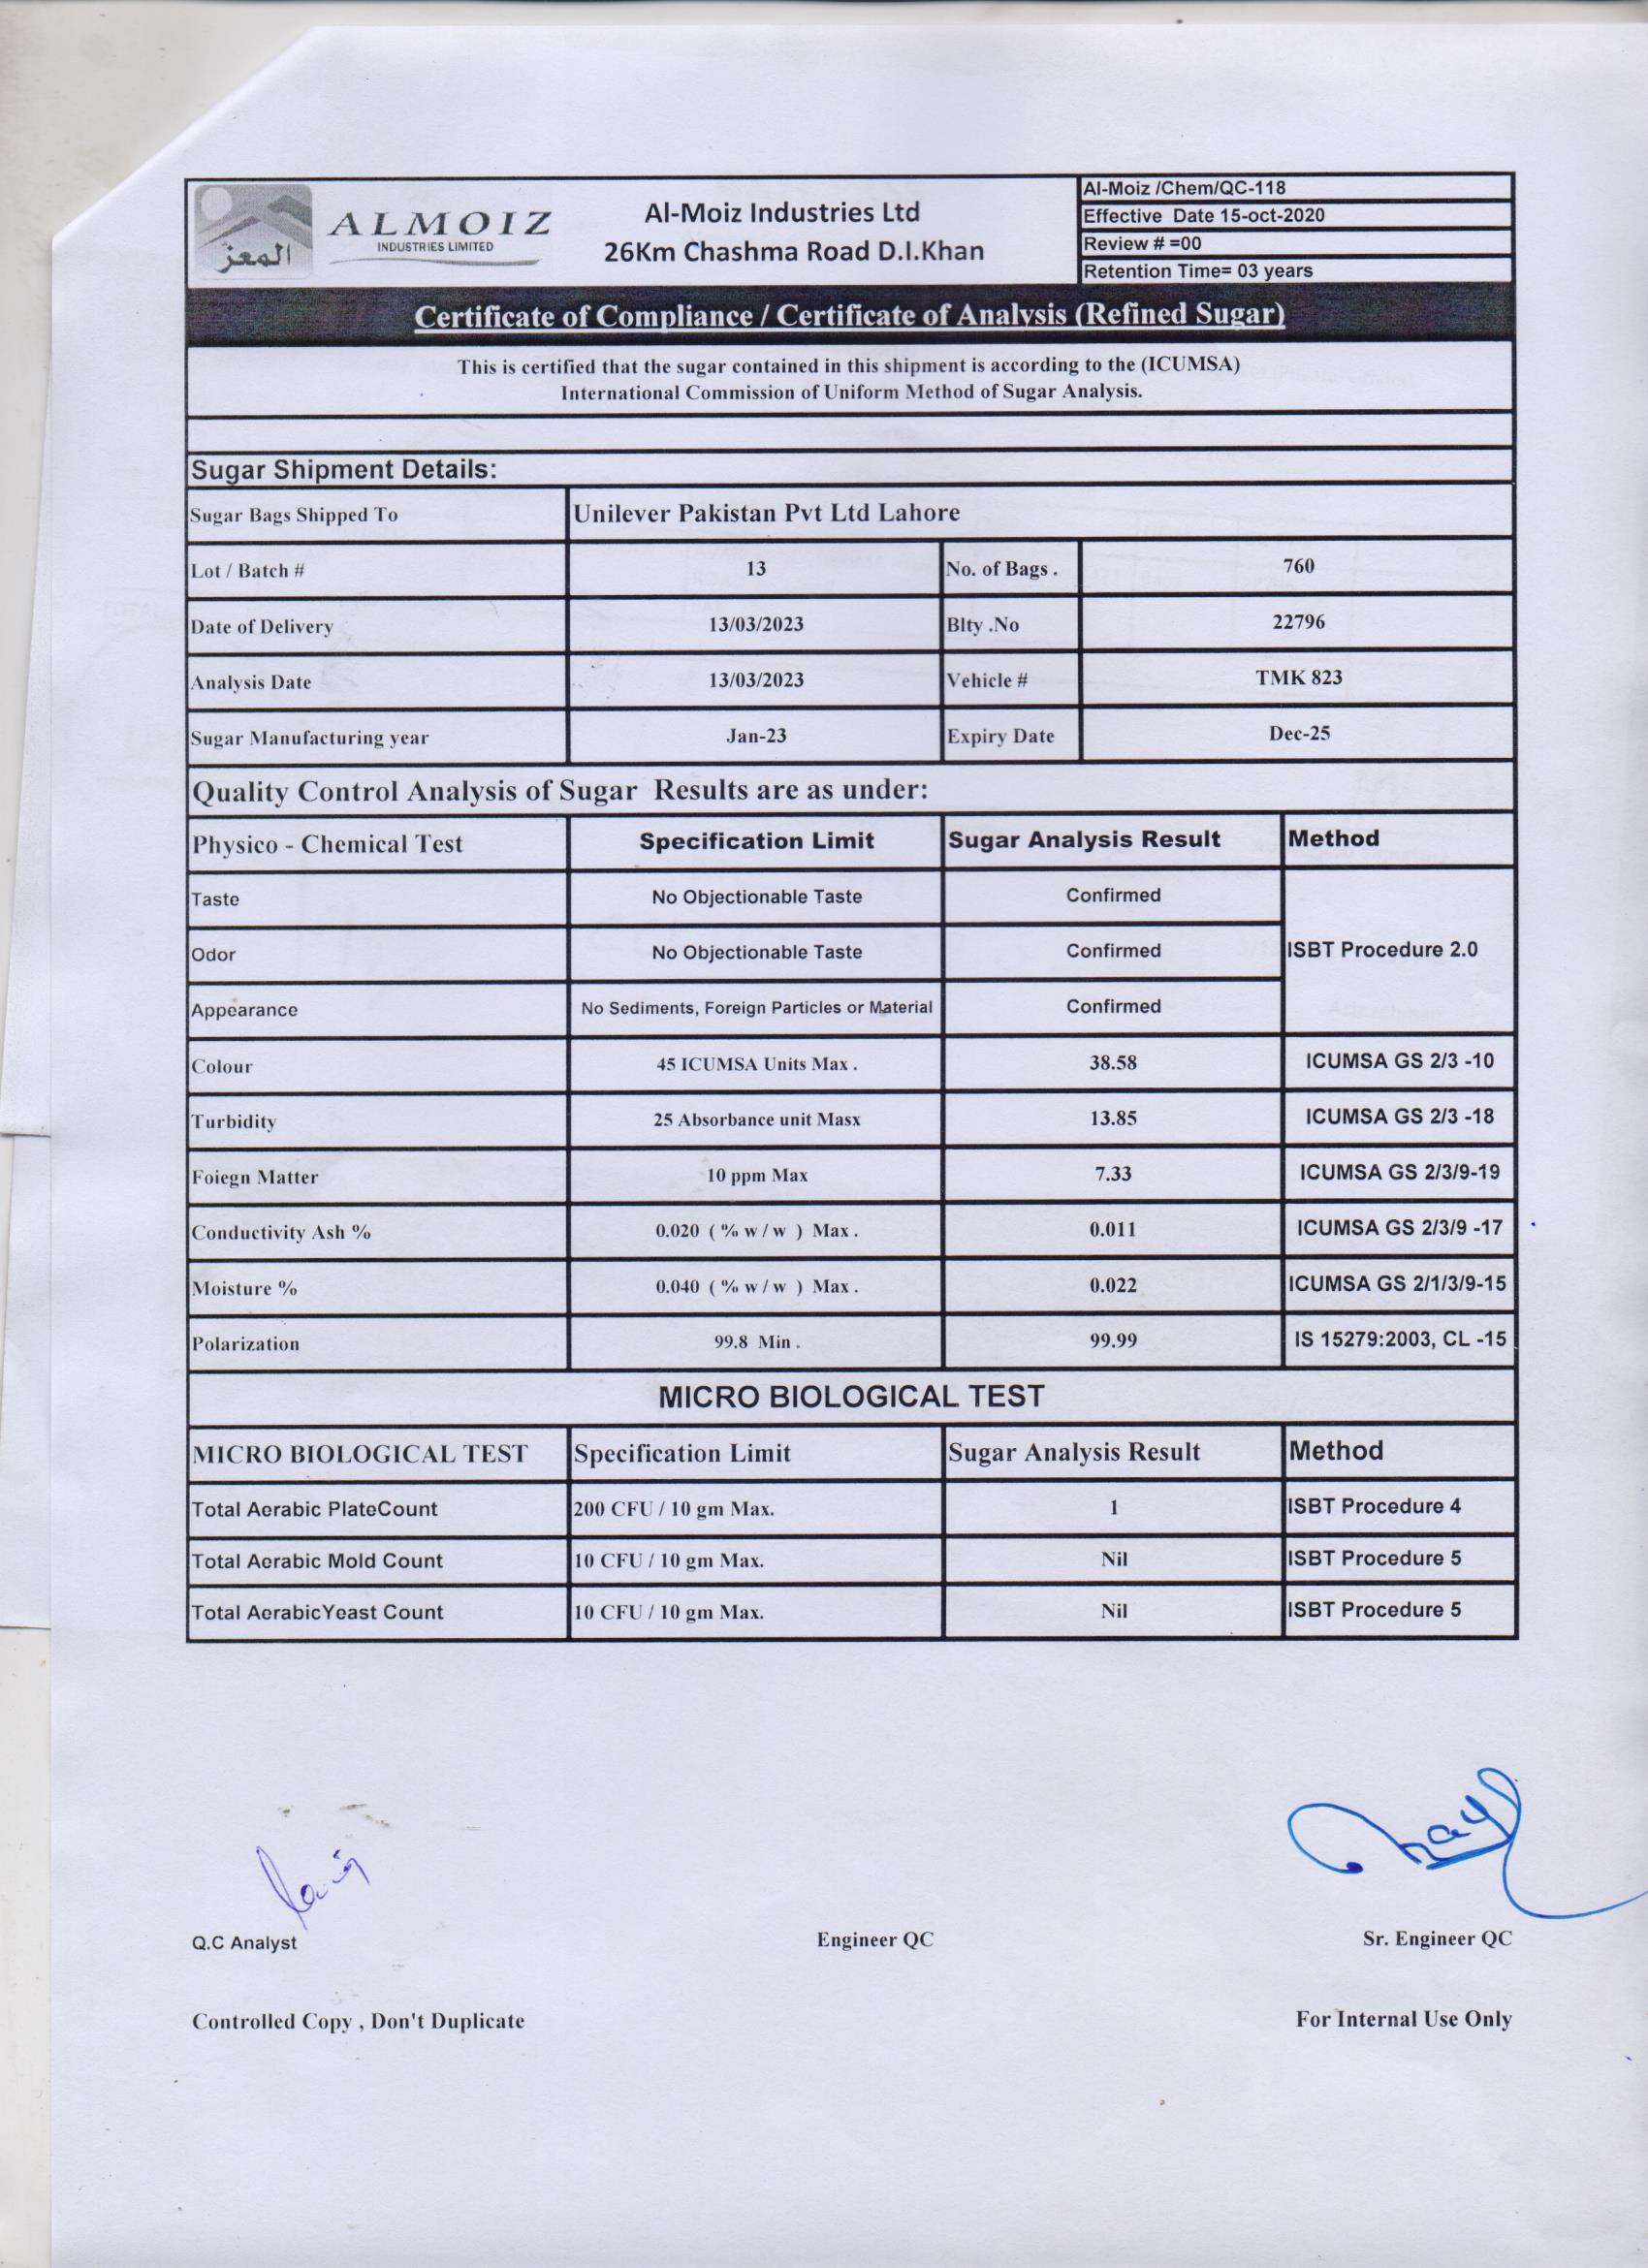 المعز
ALMOIZ
INDUSTRIES LIMITED
Al-Moiz Industries Ltd
26Km Chashma Road D.I.Khan
Al-Moiz /Chem/QC-118
Effective Date 15-oct-2020
Review # =00
Retention Time= 03 years
Certificate of Compliance / Certificate of Analysis (Refined Sugar)
This is certified that the sugar contained in this shipment is according to the (ICUMSA)
International Commission of Uniform Method of Sugar Analysis.
Sugar Shipment Details:
Sugar Bags Shipped To Unilever Pakistan Pvt Ltd Lahore
Lot / Batch # 13 No. of Bags . 760
Date of Delivery 13/03/2023 Blty .No 22796
Analysis Date 13/03/2023 Vehicle # TMK 823
Sugar Manufacturing year Jan-23 Expiry Date Dec-25
Quality Control Analysis of Sugar Results are as under:
Physico - Chemical Test Specification Limit Sugar Analysis Result Method
Taste No Objectionable Taste Confirmed
Odor No Objectionable Taste Confirmed ISBT Procedure 2.0
Appearance No Sediments, Foreign Particles or Material Confirmed
Colour 45 ICUMSA Units Max . 38.58 ICUMSA GS 2/3 -10
Turbidity 25 Absorbance unit Masx 13.85 ICUMSA GS 2/3 -18
Foiegn Matter 10 ppm Max 7.33 ICUMSA GS 2/3/9-19
Conductivity Ash % 0.020 ( % w / w ) Max . 0.011 ICUMSA GS 2/3/9 -17
Moisture % 0.040 ( % w / w ) Max . 0.022 ICUMSA GS 2/1/3/9-15
Polarization 99.8 Min . 99.99 IS 15279:2003, CL -15
MICRO BIOLOGICAL TEST
MICRO BIOLOGICAL TEST Specification Limit Sugar Analysis Result Method
Total Aerabic PlateCount 200 CFU / 10 gm Max. 1 ISBT Procedure 4
Total Aerabic Mold Count 10 CFU / 10 gm Max. Nil ISBT Procedure 5
Total AerabicYeast Count 10 CFU / 10 gm Max. Nil ISBT Procedure 5
Q.C Analyst Engineer QC Sr. Engineer QC
Controlled Copy , Don't Duplicate For Internal Use Only